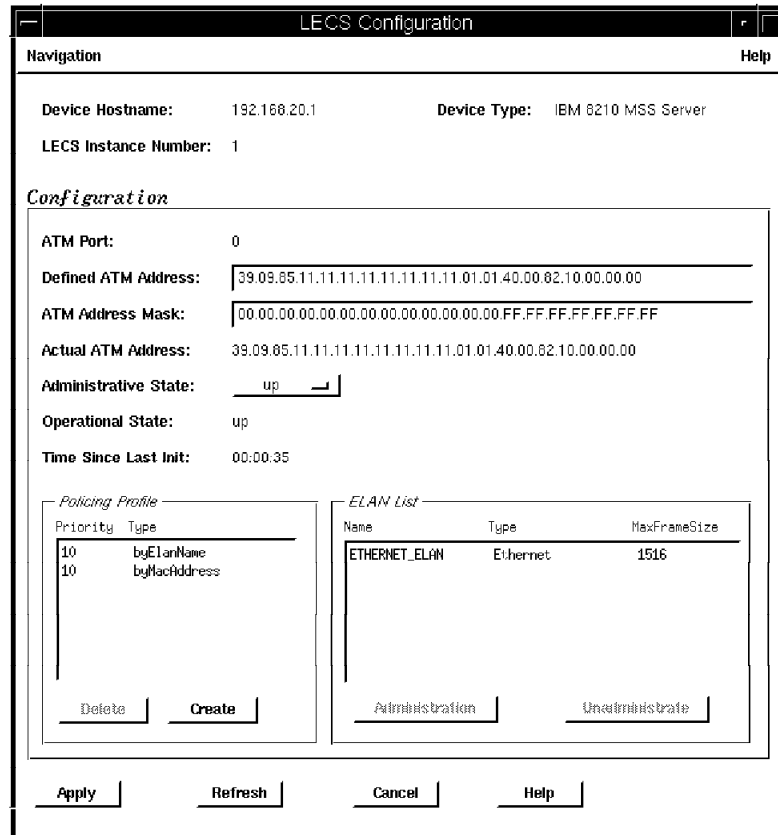 LECS Configuration
Navigation Help
Device Hostname: 192.168.20.1 Device Type: IBM 8210 MSS Server
LECS Instance Number: 1
Configuration
ATM Port: 0
Defined ATM Address: 39.09.85.11.11.11.11.11.11.11.11.01.01.40.00.82.10.00.00.00
ATM Address Mask: 00.00.00.00.00.00.00.00.00.00.00.00.00.FF.FF.FF.FF.FF.FF.FF
Actual ATM Address: 39.09.85.11.11.11.11.11.11.11.11.01.01.40.00.82.10.00.00.00
Administrative State: up
Operational State: up
Time Since Last Init: 00:00:35
Policing Profile
Priority Type
10 byElanName
10 byMacAddress
Delete Create
ELAN List
Name Type MaxFrameSize
ETHERNET_ELAN Ethernet 1516
Administration Unadministrate
Apply Refresh Cancel Help